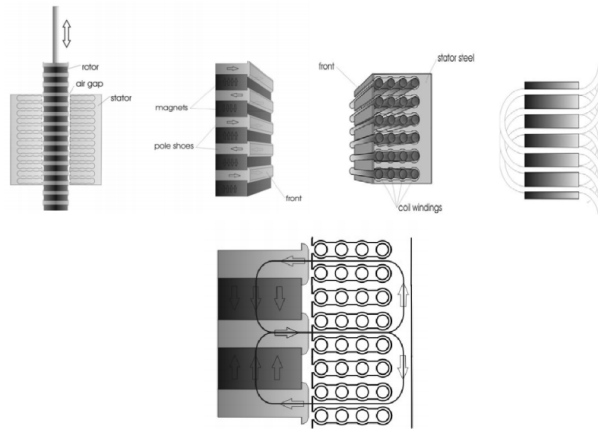 rotor
air gap
stator
magnets
pole shoes
front
front
stator steel
coil windings